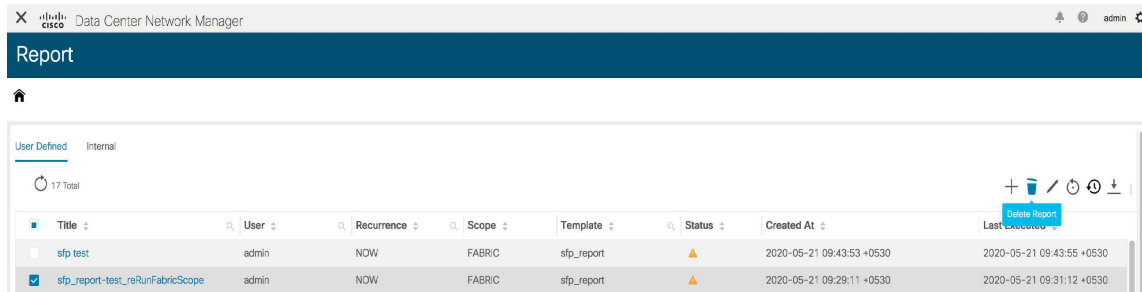 cisco Data Center Network Manager admin
Report
User Defined Internal
17 Total
Delete Report
Title User Recurrence Scope Template Status Created At Last Executed
sfp test admin NOW FABRIC sfp_report 2020-05-21 09:43:53 +0530 2020-05-21 09:43:55 +0530
sfp_report-test_reRunFabricScope admin NOW FABRIC sfp_report 2020-05-21 09:29:11 +0530 2020-05-21 09:31:12 +0530